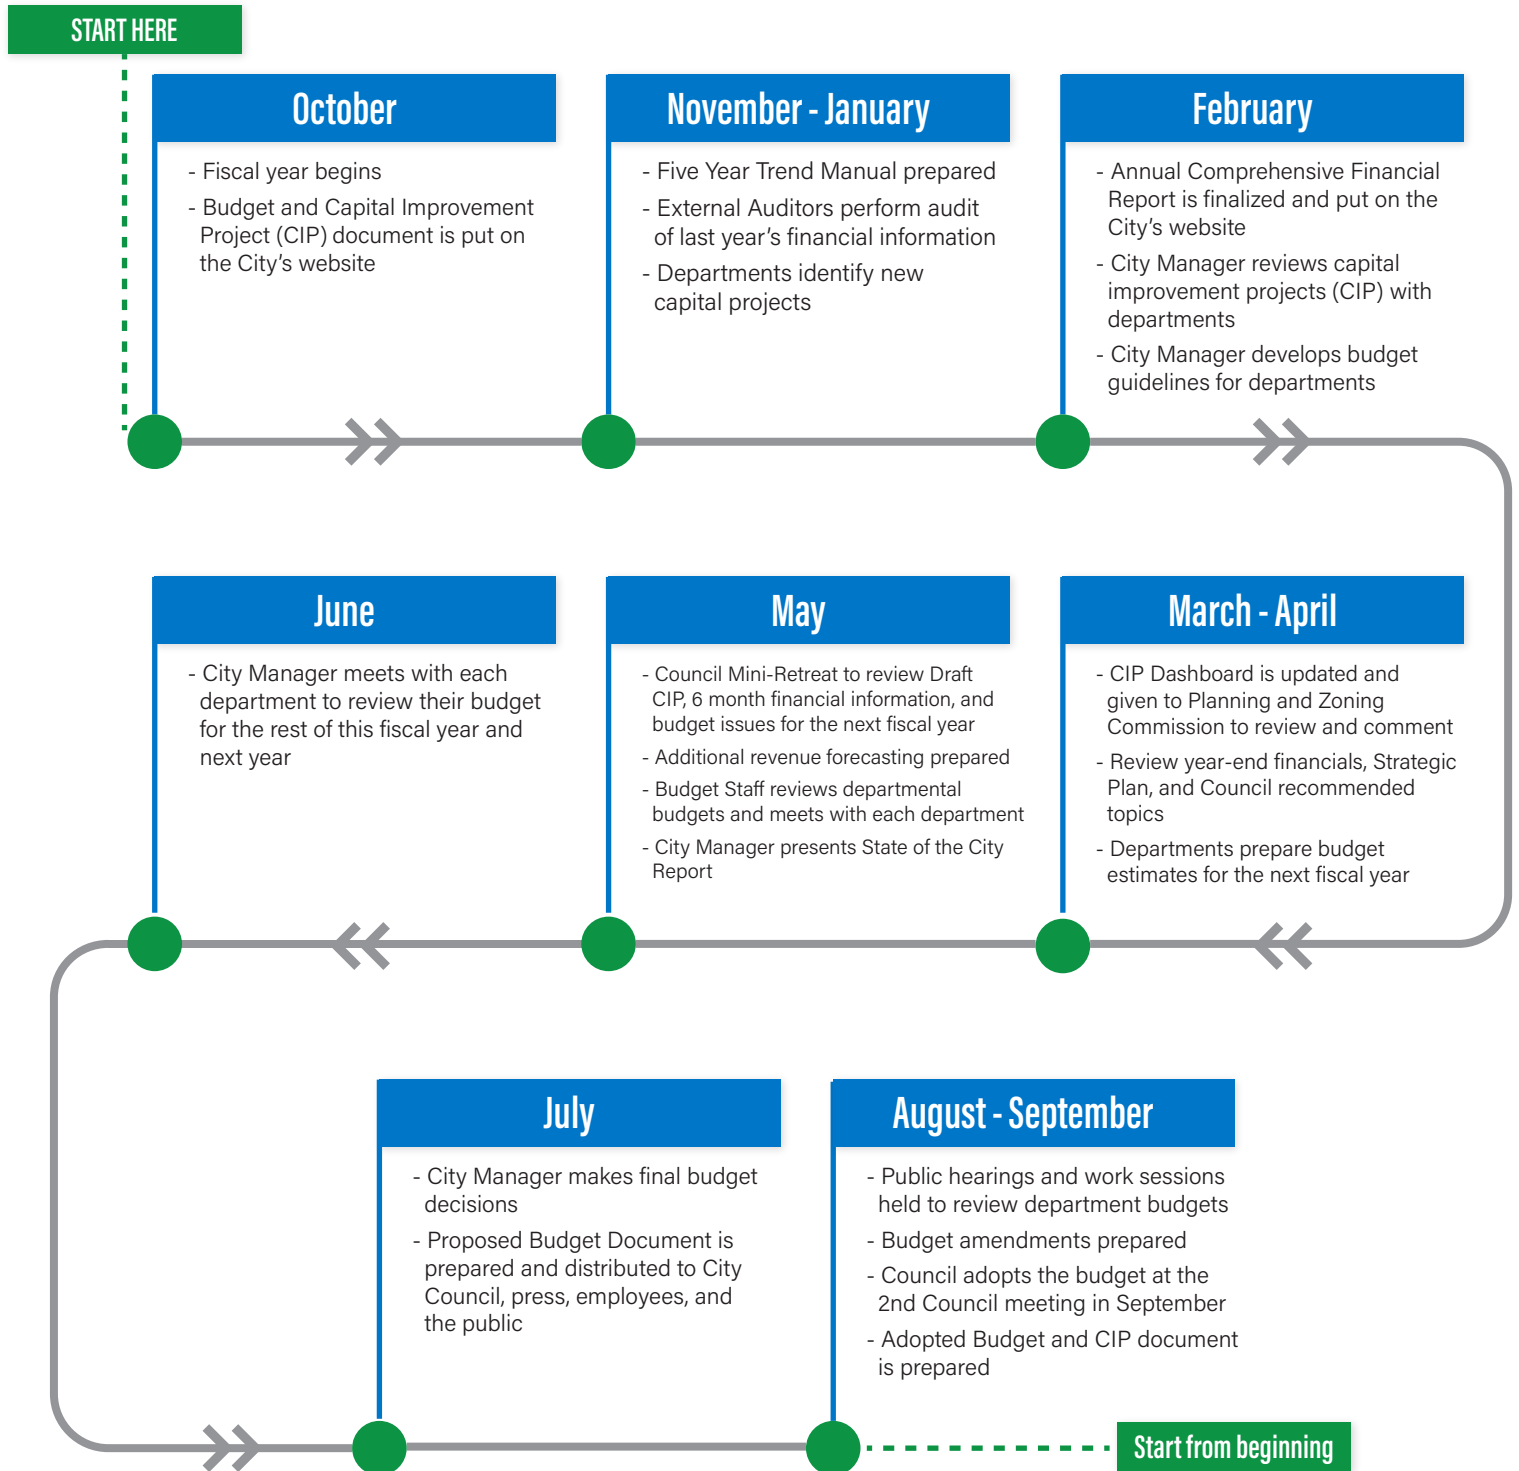 START HERE
October
- Fiscal year begins
- Budget and Capital Improvement
Project (CIP) document is put on
the City's website
November - January
- Five Year Trend Manual prepared
- External Auditors perform audit
of last year's financial information
- Departments identify new
capital projects
February
- Annual Comprehensive Financial
Report is finalized and put on the
City's website
- City Manager reviews capital
improvement projects (CIP) with
departments
- City Manager develops budget
guidelines for departments
March - April
- CIP Dashboard is updated and
given to Planning and Zoning
Commission to review and comment
- Review year-end financials, Strategic
Plan, and Council recommended
topics
- Departments prepare budget
estimates for the next fiscal year
May
- Council Mini-Retreat to review Draft
CIP, 6 month financial information, and
budget issues for the next fiscal year
- Additional revenue forecasting prepared
- Budget Staff reviews departmental
budgets and meets with each department
- City Manager presents State of the City
Report
June
- City Manager meets with each
department to review their budget
for the rest of this fiscal year and
next year
July
- City Manager makes final budget
decisions
- Proposed Budget Document is
prepared and distributed to City
Council, press, employees, and
the public
August - September
- Public hearings and work sessions
held to review department budgets
- Budget amendments prepared
- Council adopts the budget at the
2nd Council meeting in September
- Adopted Budget and CIP document
is prepared
Start from beginning